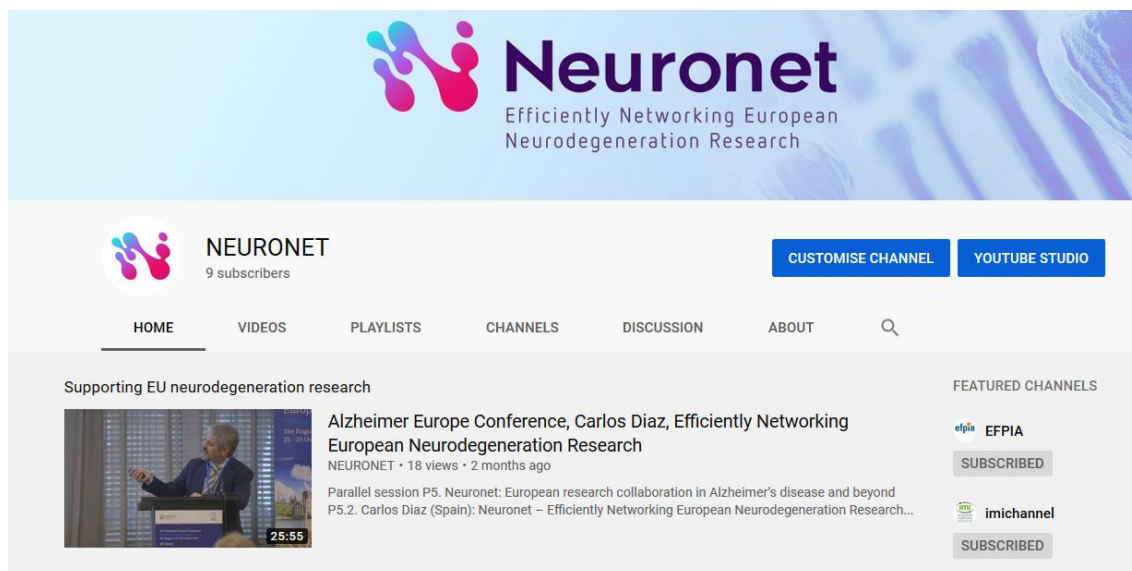 Neuronet
Efficiently Networking European
Neurodegeneration Research
NEURONET
9 subscribers
CUSTOMISE CHANNEL
YOUTUBE STUDIO
HOME
VIDEOS
PLAYLISTS
CHANNELS
DISCUSSION
ABOUT
Supporting EU neurodegeneration research
25:55
Alzheimer Europe Conference, Carlos Diaz, Efficiently Networking
European Neurodegeneration Research
NEURONET • 18 views • 2 months ago
Parallel session P5. Neuronet: European research collaboration in Alzheimer's disease and beyond
P5.2. Carlos Diaz (Spain): Neuronet – Efficiently Networking European Neurodegeneration Research...
FEATURED CHANNELS
efpia
EFPIA
SUBSCRIBED
imi
imichannel
SUBSCRIBED